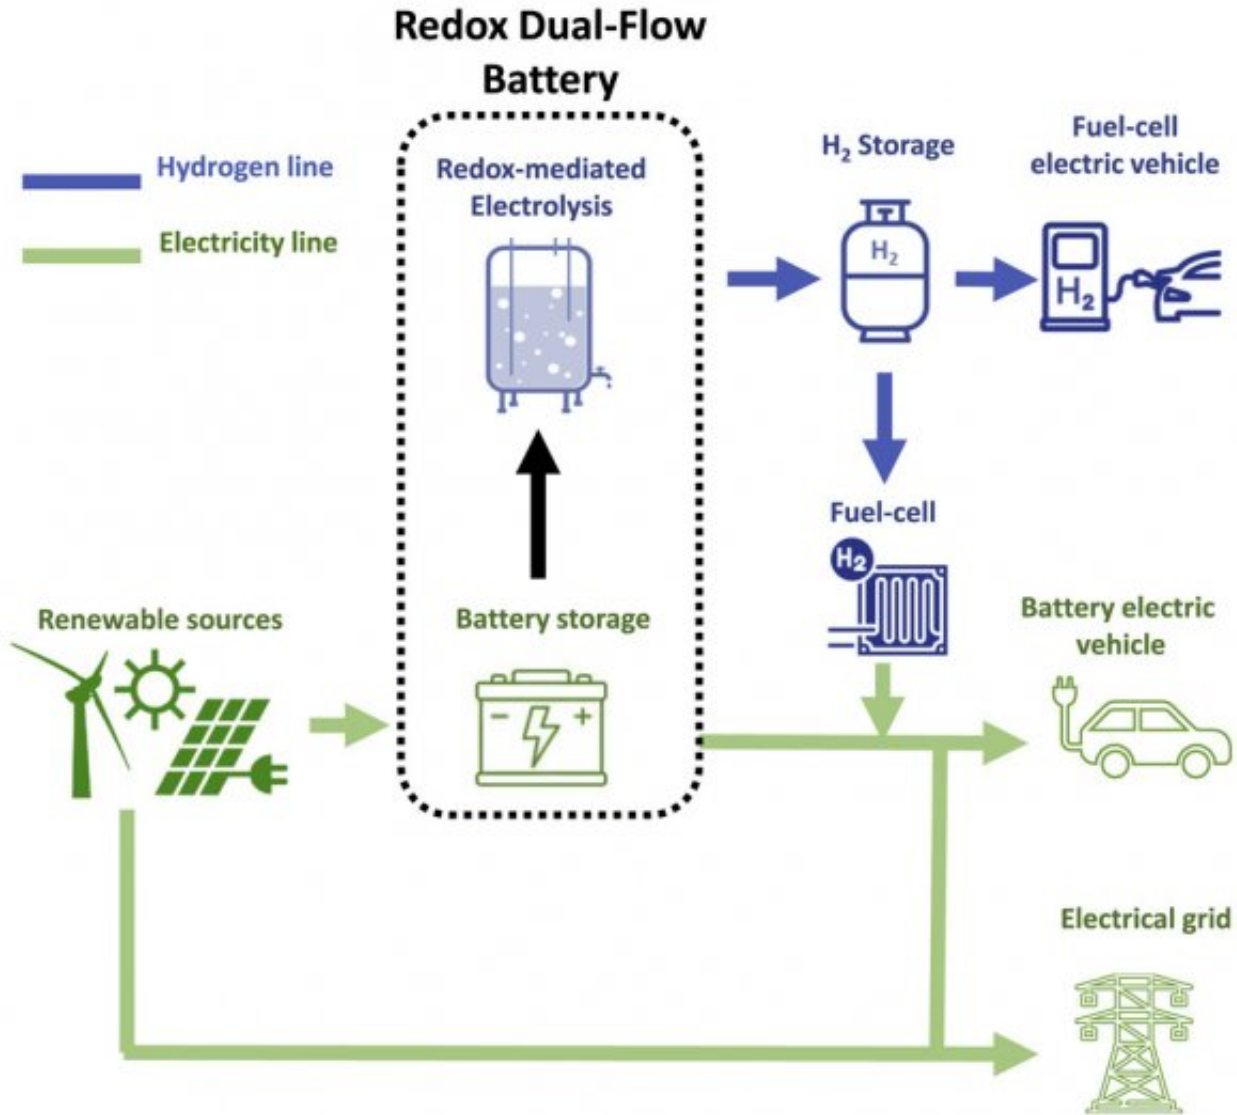 Redox Dual-Flow
Battery
Hydrogen line
Electricity line
Redox-mediated
Electrolysis
H₂ Storage
H₂
Fuel-cell
electric vehicle
H₂
Fuel-cell
H₂
Renewable sources
Battery storage
- +
Battery electric
vehicle
Electrical grid